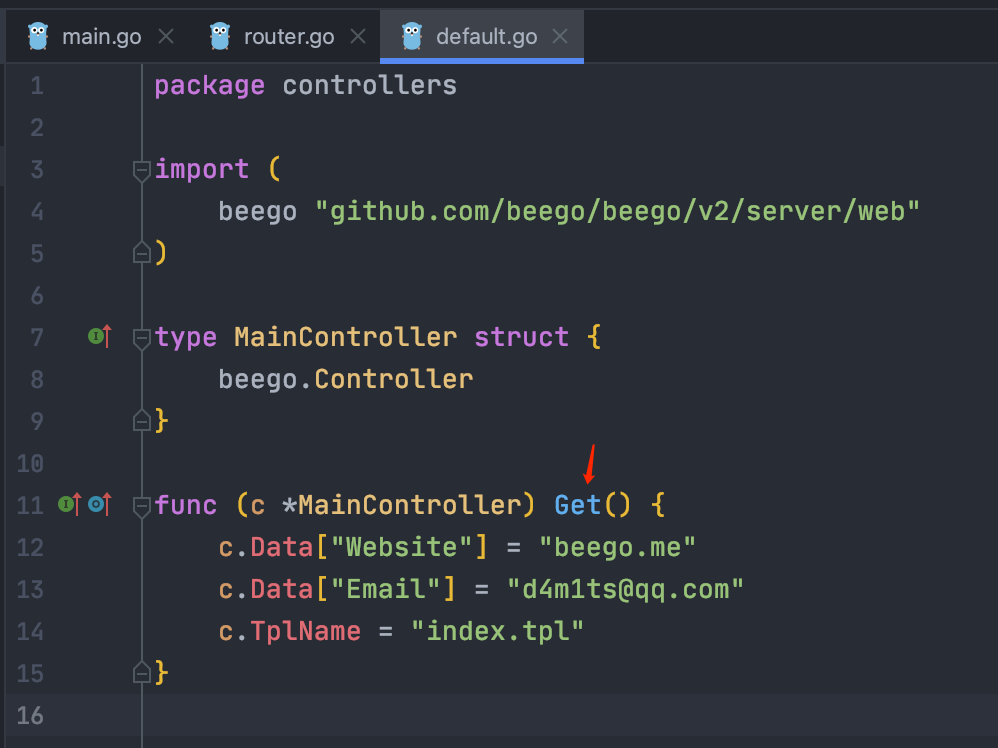 main.go router.go default.go
1 package controllers
2
3 import (
4     beego "github.com/beego/beego/v2/server/web"
5 )
6
7 type MainController struct {
8     beego.Controller
9 }
10
11 func (c *MainController) Get() {
12     c.Data["Website"] = "beego.me"
13     c.Data["Email"] = "d4m1ts@qq.com"
14     c.TplName = "index.tpl"
15 }
16